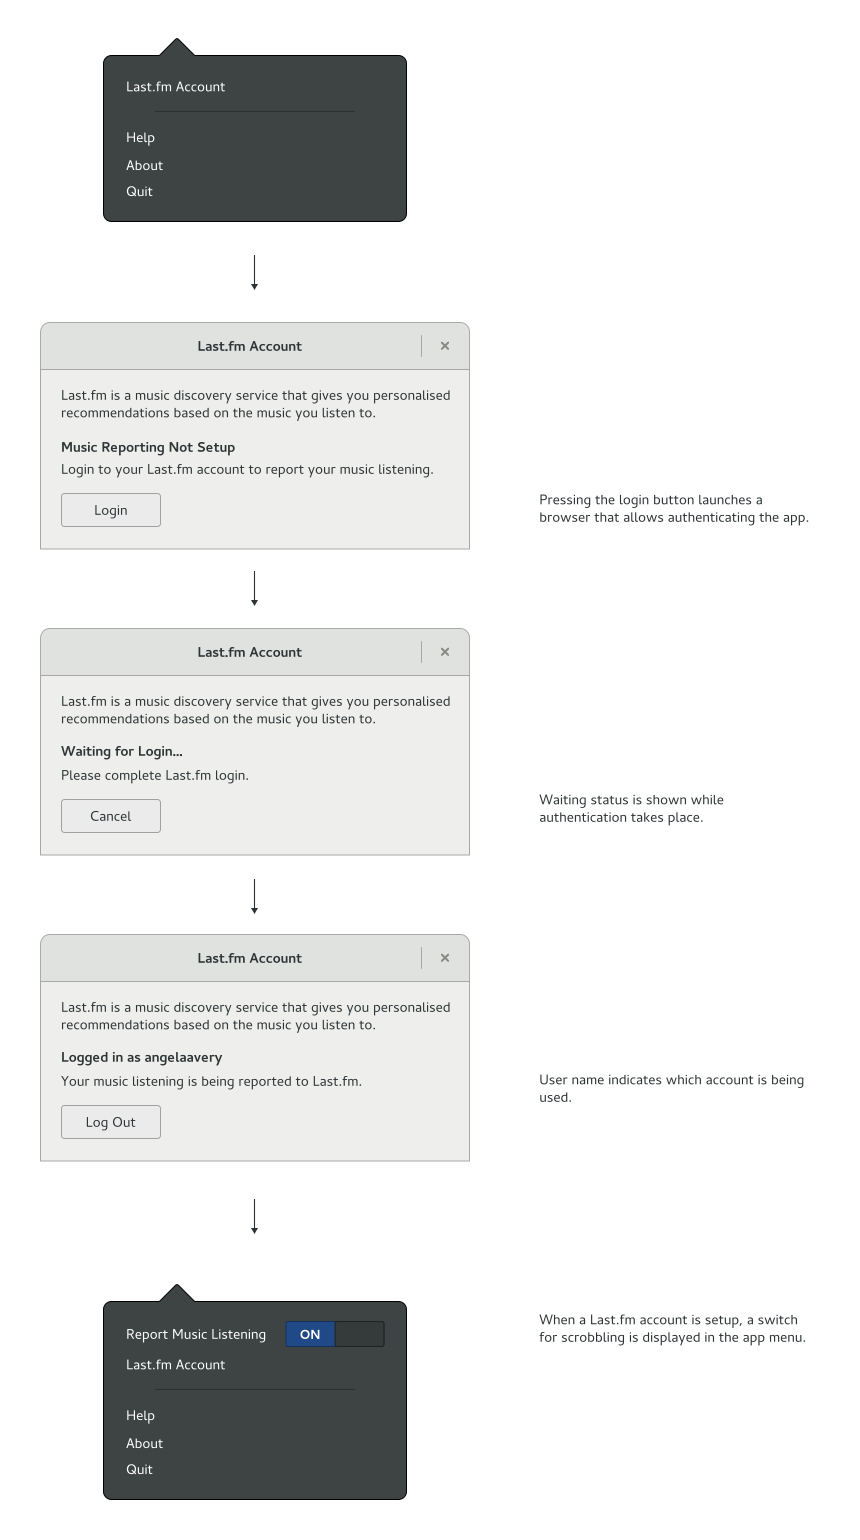 Last.fm Account
Help
About
Quit
Last.fm Account
Last.fm is a music discovery service that gives you personalised
recommendations based on the music you listen to.
Music Reporting Not Setup
Login to your Last.fm account to report your music listening.
Login
Pressing the login button launches a
browser that allows authenticating the app.
Last.fm Account
Last.fm is a music discovery service that gives you personalised
recommendations based on the music you listen to.
Waiting for Login...
Please complete Last.fm login.
Cancel
Waiting status is shown while
authentication takes place.
Last.fm Account
Last.fm is a music discovery service that gives you personalised
recommendations based on the music you listen to.
Logged in as angelaavery
Your music listening is being reported to Last.fm.
Log Out
User name indicates which account is being
used.
Report Music Listening ON
Last.fm Account
Help
About
Quit
When a Last.fm account is setup, a switch
for scrobbling is displayed in the app menu.